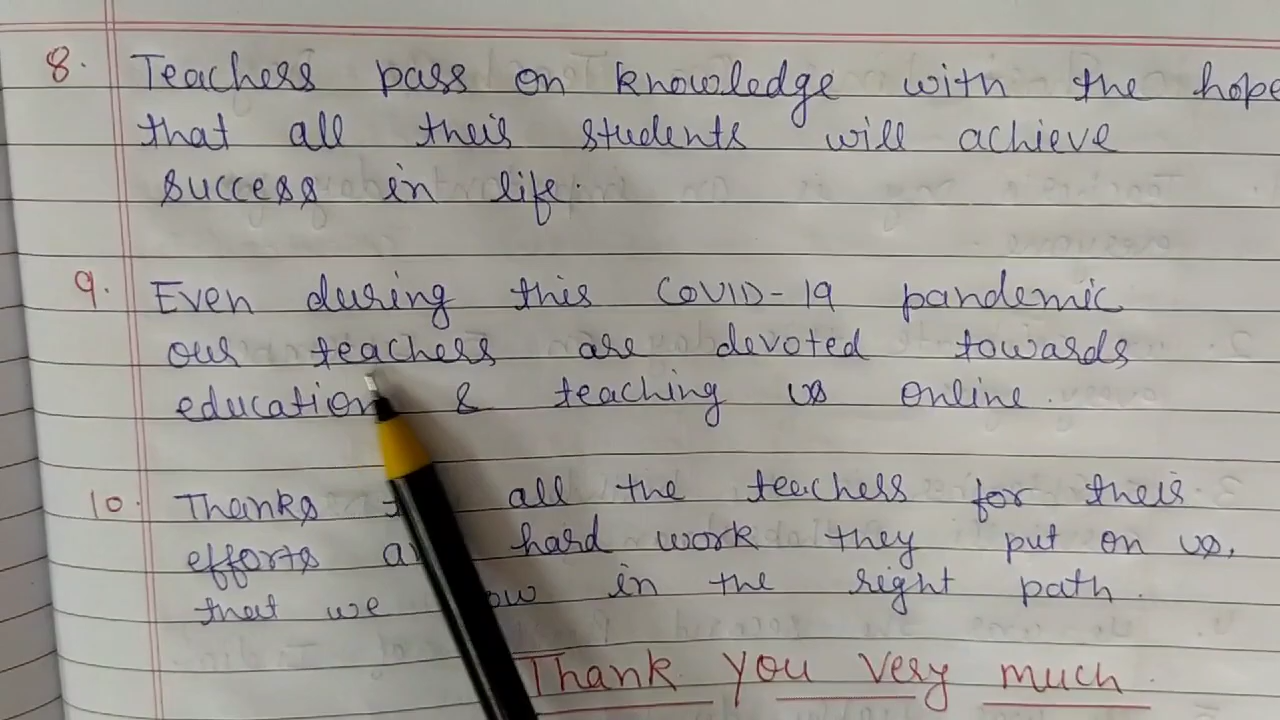 8. Teachers pass on knowledge with the hope
that all their students will achieve
success in life.
9. Even during this COVID-19 pandemic
our teachers are devoted towards
education & teaching us online.
10. Thanks all the teachers for their
efforts hard work they put on us,
that we in the right path.
Thank you very much